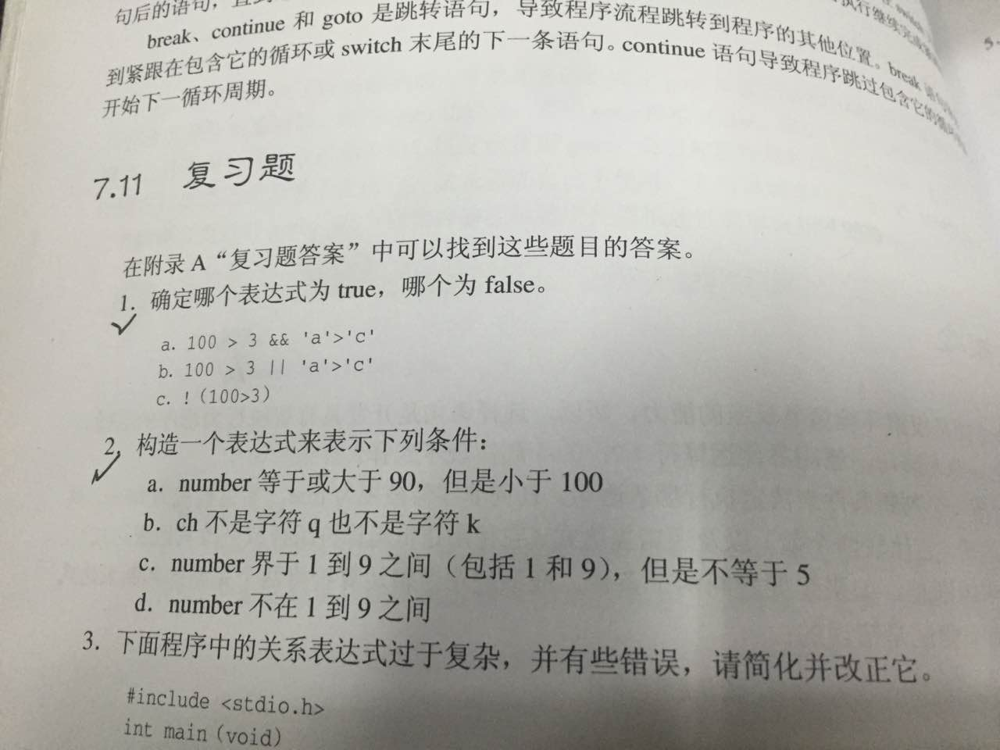 句后的语句，直到
break、continue 和 goto 是跳转语句，导致程序流程跳转到程序的其他位置。break 语句
到紧跟在包含它的循环或 switch 末尾的下一条语句。continue 语句导致程序跳过包含它的循
开始下一循环周期。
7.11 复习题
在附录 A“复习题答案”中可以找到这些题目的答案。
1. 确定哪个表达式为 true，哪个为 false。
a. 100 > 3 && 'a'>'c'
b. 100 > 3 || 'a'>'c'
c. !(100>3)
2. 构造一个表达式来表示下列条件：
a. number 等于或大于 90，但是小于 100
b. ch 不是字符 q 也不是字符 k
c. number 界于 1 到 9 之间（包括 1 和 9），但是不等于 5
d. number 不在 1 到 9 之间
3. 下面程序中的关系表达式过于复杂，并有些错误，请简化并改正它。
#include <stdio.h>
int main(void)